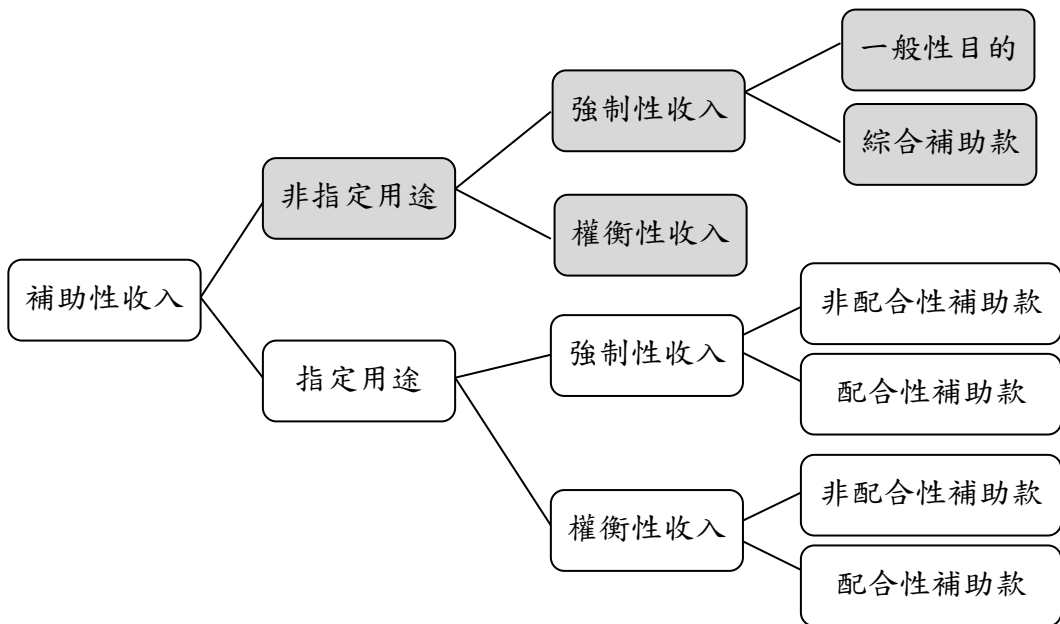 一般性目的
強制性收入
綜合補助款
非指定用途
權衡性收入
補助性收入
非配合性補助款
強制性收入
指定用途
配合性補助款
非配合性補助款
權衡性收入
配合性補助款